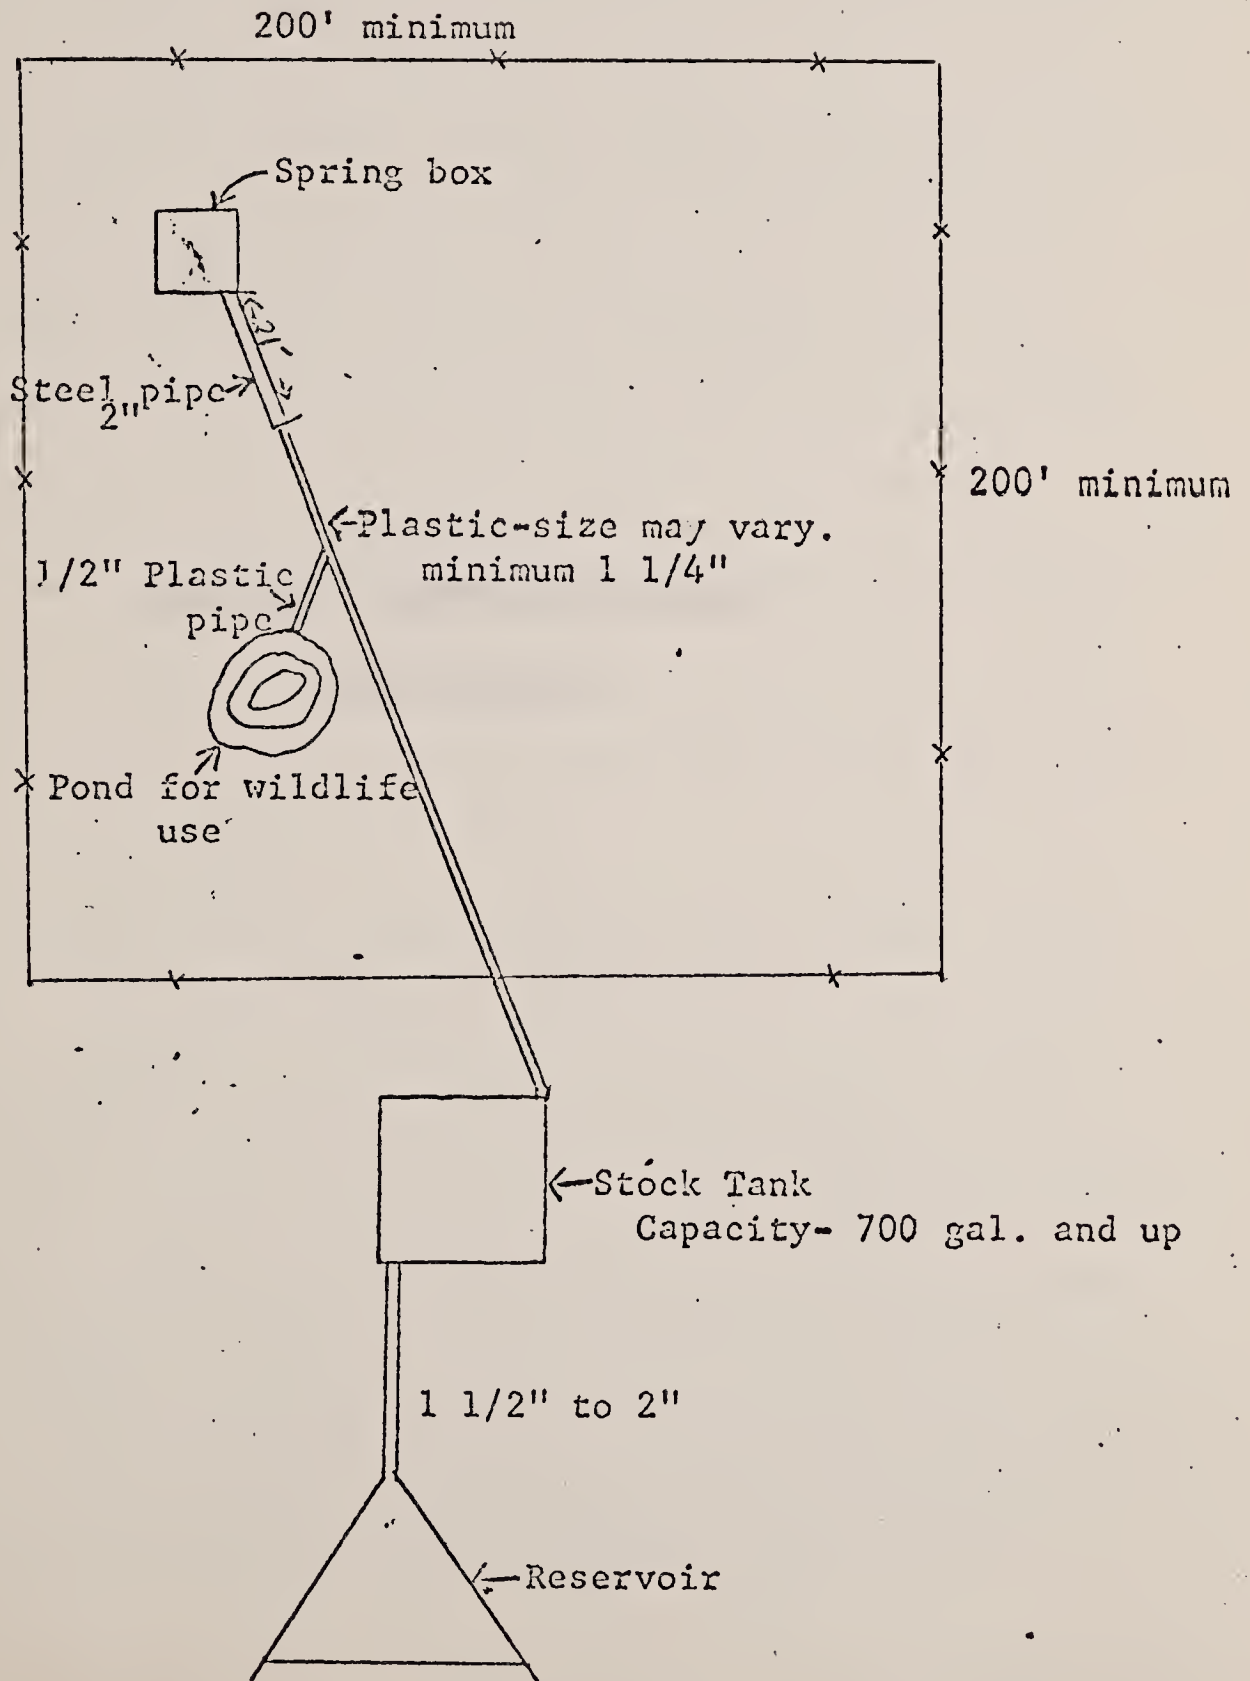 200' minimum
Spring box
21'
Steel pipe
2"
200' minimum
Plastic-size may vary.
minimum 1 1/4"
1/2" Plastic
pipe
Pond for wildlife
use
Stock Tank
Capacity- 700 gal. and up
1 1/2" to 2"
Reservoir